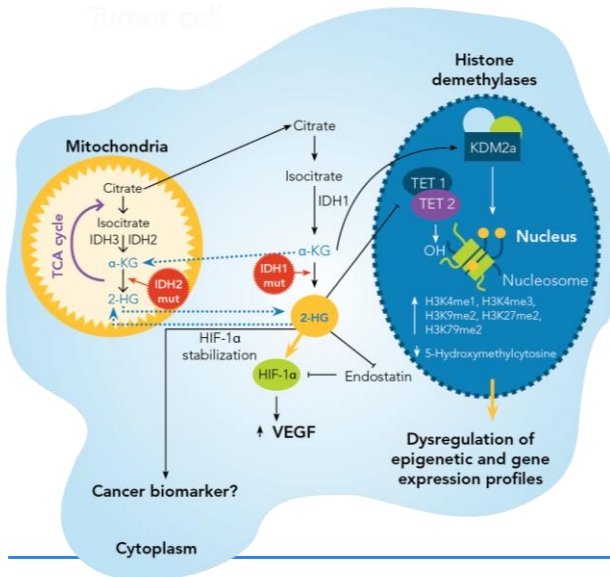 Tumor cell
Histone
demethylases
Mitochondria
Citrate
KDM2a
Citrate
Isocitrate
TET 1
TET 2
TCA cycle
Isocitrate
IDH3
IDH2
IDH1
OH
Nucleus
α-KG
α-KG
IDH1
mut
Nucleosome
IDH2
mut
2-HG
2-HG
H3K4me1, H3K4me3,
H3K9me2, H3K27me2,
H3K79me2
HIF-1α
stabilization
5-Hydroxymethylcytosine
HIF-1α
Endostatin
VEGF
Dysregulation of
epigenetic and gene
expression profiles
Cancer biomarker?
Cytoplasm